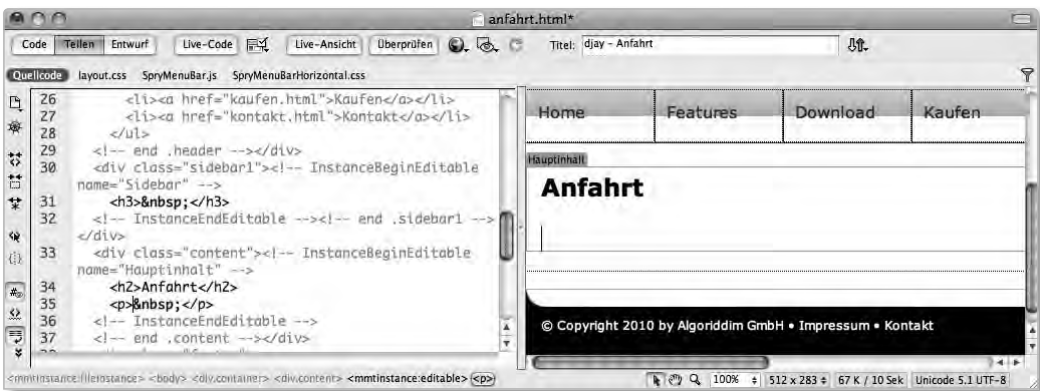 anfahrt.html*
Code Teilen Entwurf Live-Code Live-Ansicht Überprüfen Titel: djay – Anfahrt
Quellcode layout.css SpryMenuBar.js SpryMenuBarHorizontal.css
26 <li><a href="kaufen.html">Kaufen</a></li>
27 <li><a href="kontakt.html">Kontakt</a></li>
28 </ul>
29 <!-- end .header --></div>
30 <div class="sidebar1"><!-- InstanceBeginEditable
name="Sidebar" -->
31 <h3>&nbsp;</h3>
32 <!-- InstanceEndEditable --><!-- end .sidebar1 -->
</div>
33 <div class="content"><!-- InstanceBeginEditable
name="Hauptinhalt" -->
34 <h2>Anfahrt</h2>
35 <p>&nbsp;</p>
36 <!-- InstanceEndEditable -->
37 <!-- end .content --></div>
Home Features Download Kaufen
Hauptinhalt
Anfahrt
© Copyright 2010 by Algoriddim GmbH • Impressum • Kontakt
<body> <div.container> <div.content> <mmtinstance:editable> <p>
100% 512 x 283 67 K / 10 Sek Unicode 5.1 UTF-8